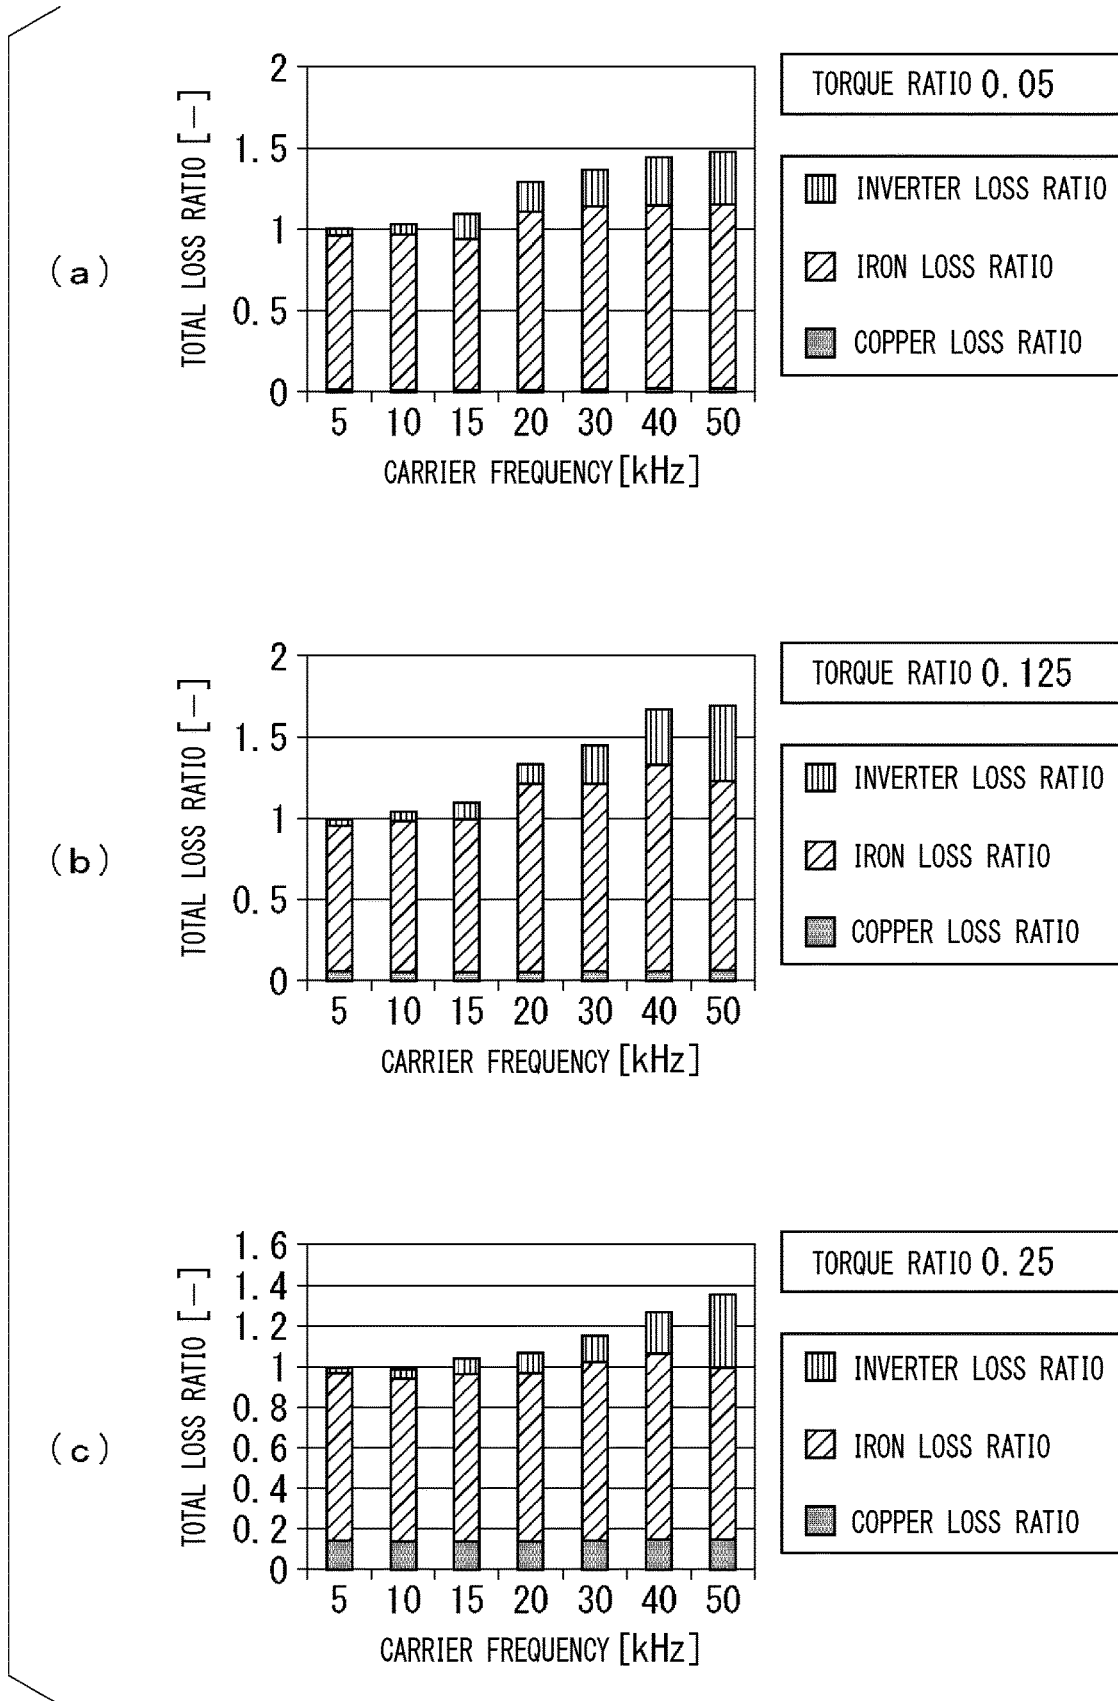 (a)
TOTAL LOSS RATIO [—]
2
1.5
1
0.5
0
5 10 15 20 30 40 50
CARRIER FREQUENCY [kHz]
TORQUE RATIO 0.05
INVERTER LOSS RATIO
IRON LOSS RATIO
COPPER LOSS RATIO
(b)
TOTAL LOSS RATIO [—]
2
1.5
1
0.5
0
5 10 15 20 30 40 50
CARRIER FREQUENCY [kHz]
TORQUE RATIO 0.125
INVERTER LOSS RATIO
IRON LOSS RATIO
COPPER LOSS RATIO
(c)
TOTAL LOSS RATIO [—]
1.6
1.4
1.2
1
0.8
0.6
0.4
0.2
0
5 10 15 20 30 40 50
CARRIER FREQUENCY [kHz]
TORQUE RATIO 0.25
INVERTER LOSS RATIO
IRON LOSS RATIO
COPPER LOSS RATIO